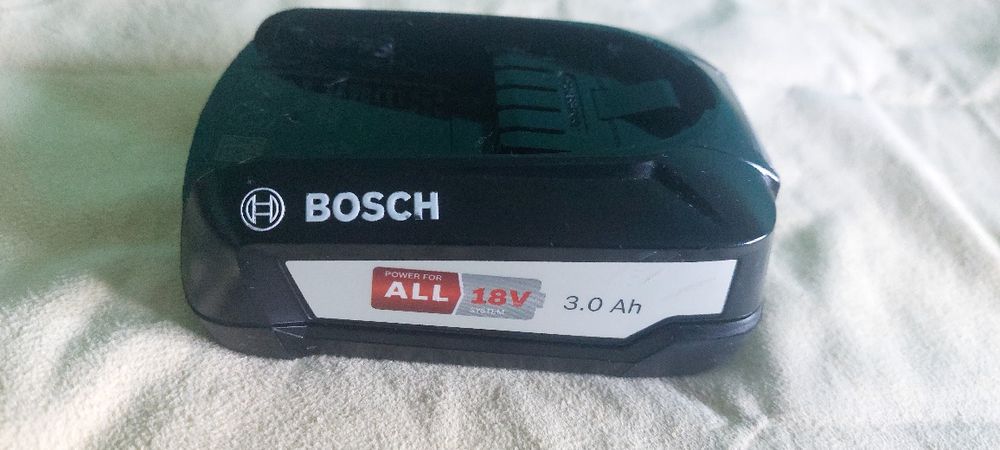 BOSCH
POWER FOR
ALL
18V
SYSTEM
3.0 Ah